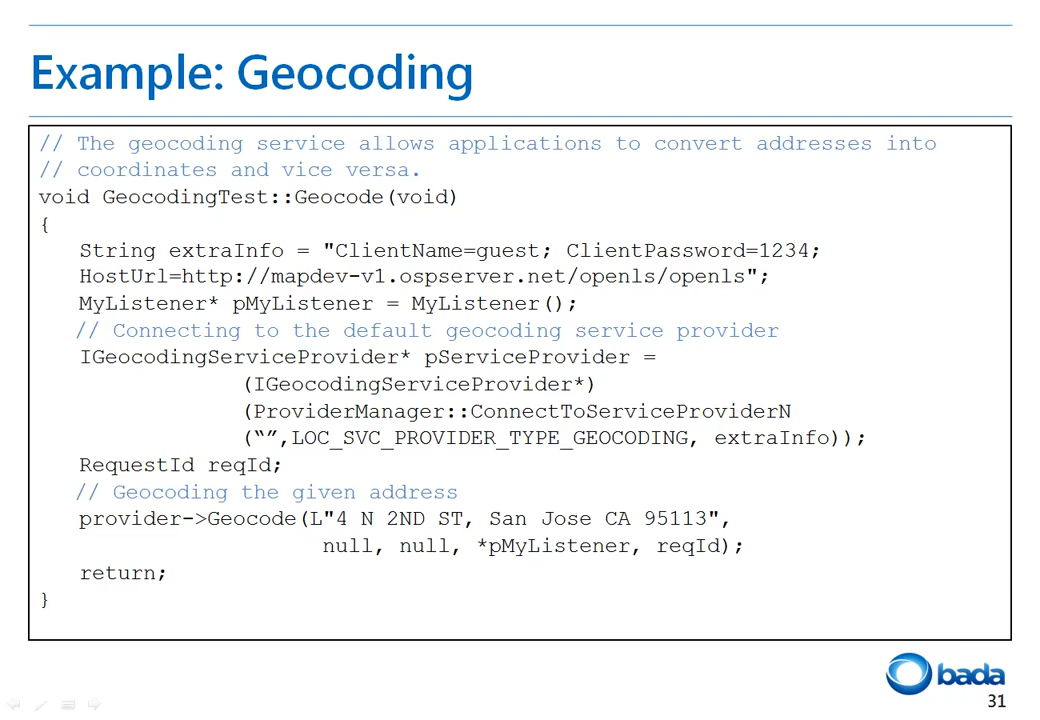 Example: Geocoding
// The geocoding service allows applications to convert addresses into
// coordinates and vice versa.
void GeocodingTest::Geocode(void)
{
String extraInfo = "ClientName=guest; ClientPassword=1234;
HostUrl=http://mapdev-v1.ospserver.net/openls/openls";
MyListener* pMyListener = MyListener();
// Connecting to the default geocoding service provider
IGeocodingServiceProvider* pServiceProvider =
(IGeocodingServiceProvider*)
(ProviderManager::ConnectToServiceProviderN
(“”,LOC_SVC_PROVIDER_TYPE_GEOCODING, extraInfo));
RequestId reqId;
// Geocoding the given address
provider->Geocode(L"4 N 2ND ST, San Jose CA 95113",
null, null, *pMyListener, reqId);
return;
}
bada
31